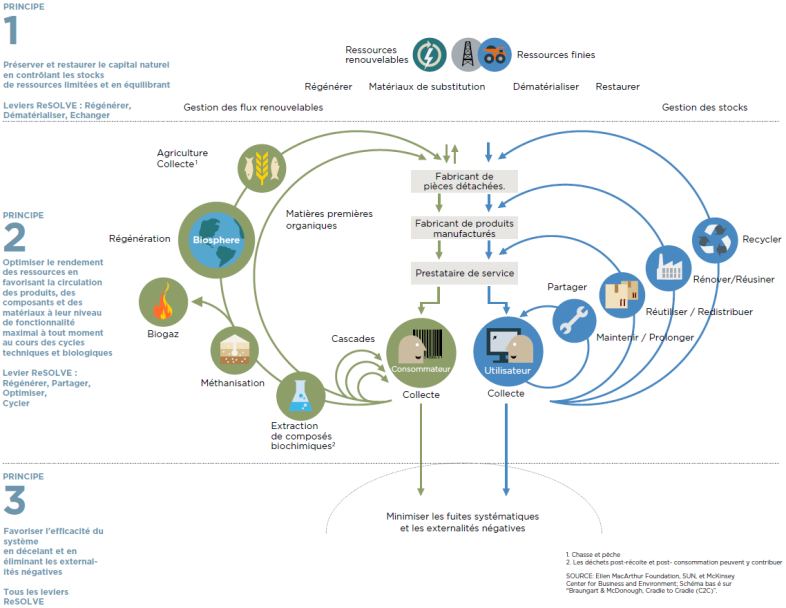 PRINCIPE
1
Préserver et restaurer le capital naturel
en contrôlant les stocks
de ressources limitées et en équilibrant
Leviers ReSOLVE : Régénérer,
Dématérialiser, Echanger
Ressources
renouvelables
Ressources finies
Régénérer
Matériaux de substitution
Dématérialiser
Restaurer
Gestion des flux renouvelables
Gestion des stocks
PRINCIPE
2
Optimiser le rendement
des ressources en
favorisant la circulation
des produits, des
composants et des
matériaux à leur niveau
de fonctionnalité
maximal à tout moment
au cours des cycles
techniques et biologiques
Levier ReSOLVE :
Régénérer, Partager,
Optimiser,
Cycler
Agriculture
Collecte¹
Régénération
Biosphere
Matières premières
organiques
Biogaz
Méthanisation
Extraction
de composés
biochimiques²
Cascades
Fabricant de
pièces détachées.
Fabricant de produits
manufacturés
Prestataire de service
Consommateur
Collecte
Utilisateur
Collecte
Partager
Maintenir / Prolonger
Réutiliser / Redistribuer
Rénover/Réusiner
Recycler
PRINCIPE
3
Favoriser l'efficacité du
système
en décelant et en
éliminant les external-
ités négatives
Tous les leviers
ReSOLVE
Minimiser les fuites systématiques
et les externalités négatives
1. Chasse et pêche
2. Les déchets post-récolte et post- consommation peuvent y contribuer
SOURCE: Ellen MacArthur Foundation, SUN, et McKinsey
Center for Business and Environment; Schéma bas é sur
"Braungart & McDonough, Cradle to Cradle (C2C)".